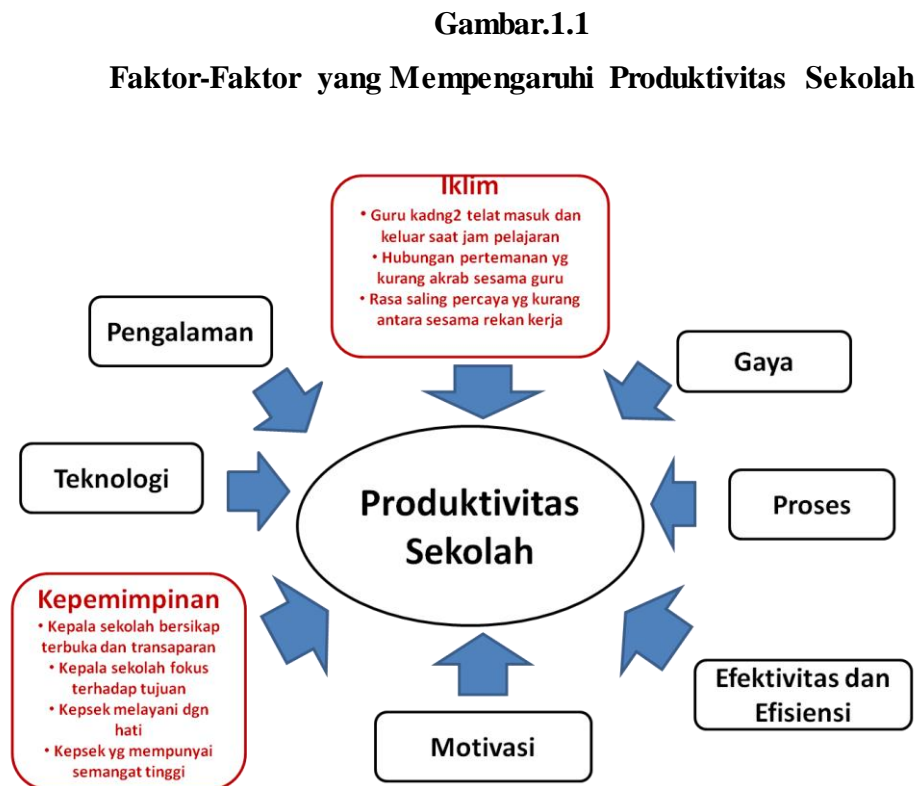 Gambar.1.1
Faktor-Faktor yang Mempengaruhi Produktivitas Sekolah
Iklim
• Guru kadng2 telat masuk dan
keluar saat jam pelajaran
• Hubungan pertemanan yg
kurang akrab sesama guru
• Rasa saling percaya yg kurang
antara sesama rekan kerja
Pengalaman
Gaya
Teknologi
Produktivitas
Sekolah
Proses
Kepemimpinan
• Kepala sekolah bersikap
terbuka dan transaparan
• Kepala sekolah fokus
terhadap tujuan
• Kepsek melayani dgn
hati
• Kepsek yg mempunyai
semangat tinggi
Motivasi
Efektivitas dan
Efisiensi